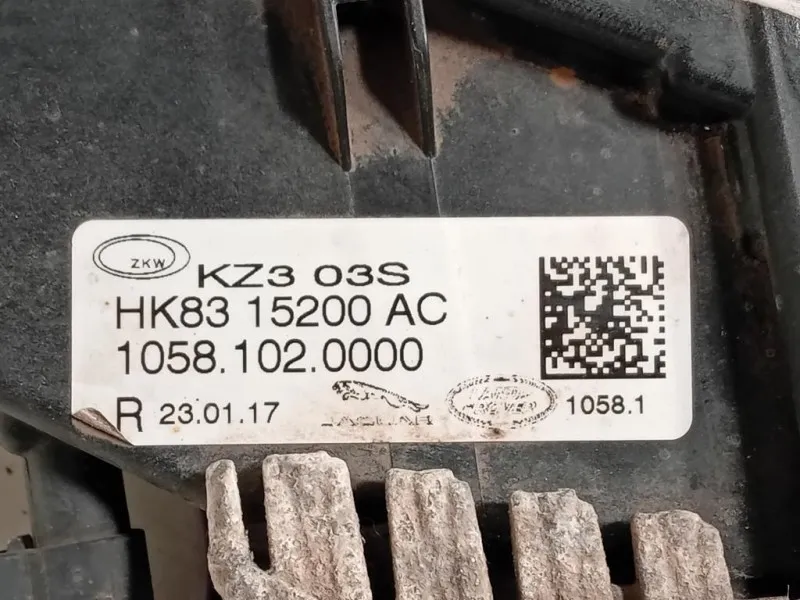 ZKW
KZ3 03S
HK83 15200 AC
1058.102.0000
R 23.01.17 JAGUAR LAND ROVER 1058.1